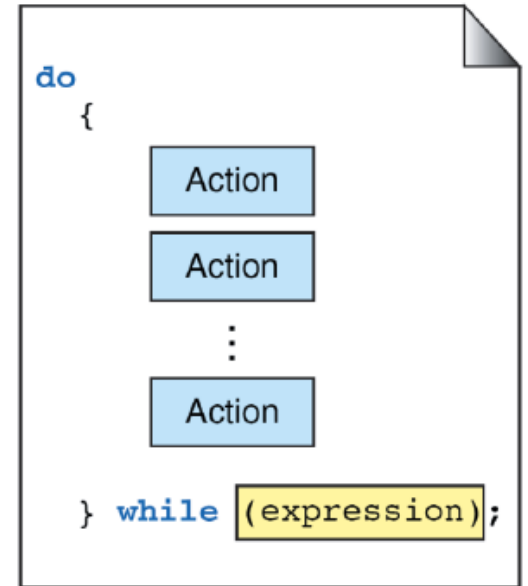 do
{
Action
Action
⋮
Action
} while (expression);